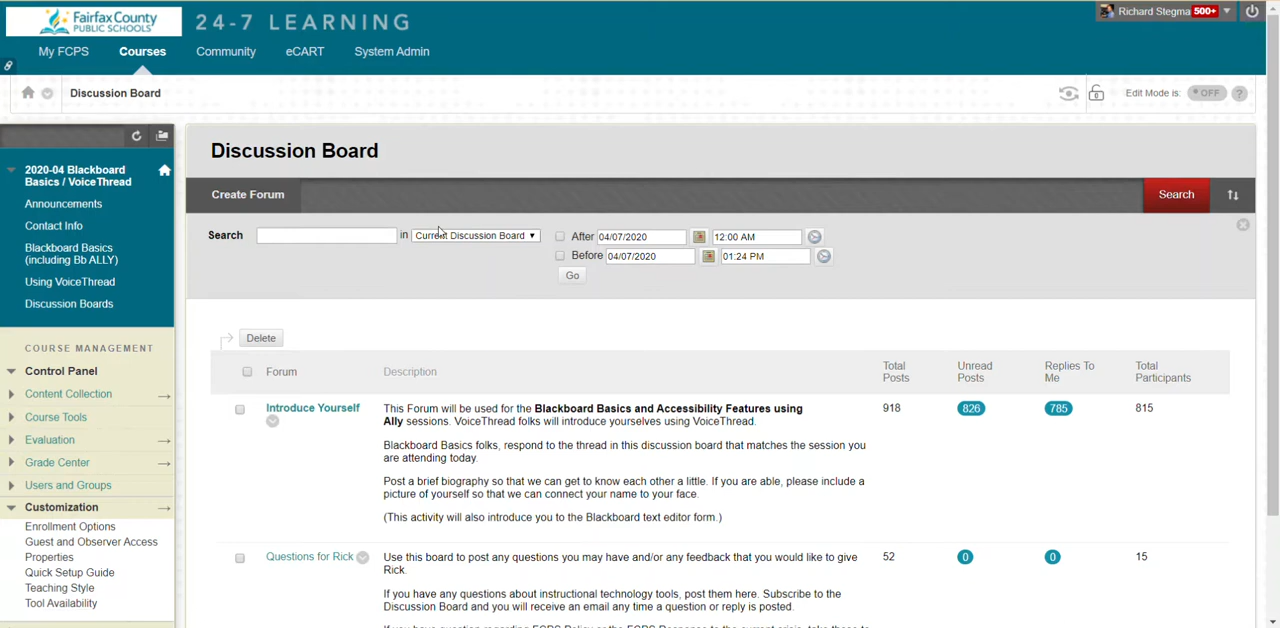 Fairfax County
PUBLIC SCHOOLS
24-7 LEARNING
Richard Stegma 500+
My FCPS
Courses
Community
eCART
System Admin
Discussion Board
Edit Mode is: OFF ?
2020-04 Blackboard
Basics / VoiceThread
Announcements
Contact Info
Blackboard Basics
(including Bb ALLY)
Using VoiceThread
Discussion Boards
COURSE MANAGEMENT
Control Panel
Content Collection
Course Tools
Evaluation
Grade Center
Users and Groups
Customization
Enrollment Options
Guest and Observer Access
Properties
Quick Setup Guide
Teaching Style
Tool Availability
Discussion Board
Create Forum
Search
Search in Current Discussion Board After 04/07/2020 12:00 AM
Before 04/07/2020 01:24 PM
Go
Delete
Forum Description Total Posts Unread Posts Replies To Me Total Participants
Introduce Yourself
This Forum will be used for the Blackboard Basics and Accessibility Features using
Ally sessions. VoiceThread folks will introduce yourselves using VoiceThread.
Blackboard Basics folks, respond to the thread in this discussion board that matches the session you
are attending today.
Post a brief biography so that we can get to know each other a little. If you are able, please include a
picture of yourself so that we can connect your name to your face.
(This activity will also introduce you to the Blackboard text editor form.)
918 826 785 815
Questions for Rick
Use this board to post any questions you may have and/or any feedback that you would like to give
Rick.
If you have any questions about instructional technology tools, post them here. Subscribe to the
Discussion Board and you will receive an email any time a question or reply is posted.
52 0 0 15